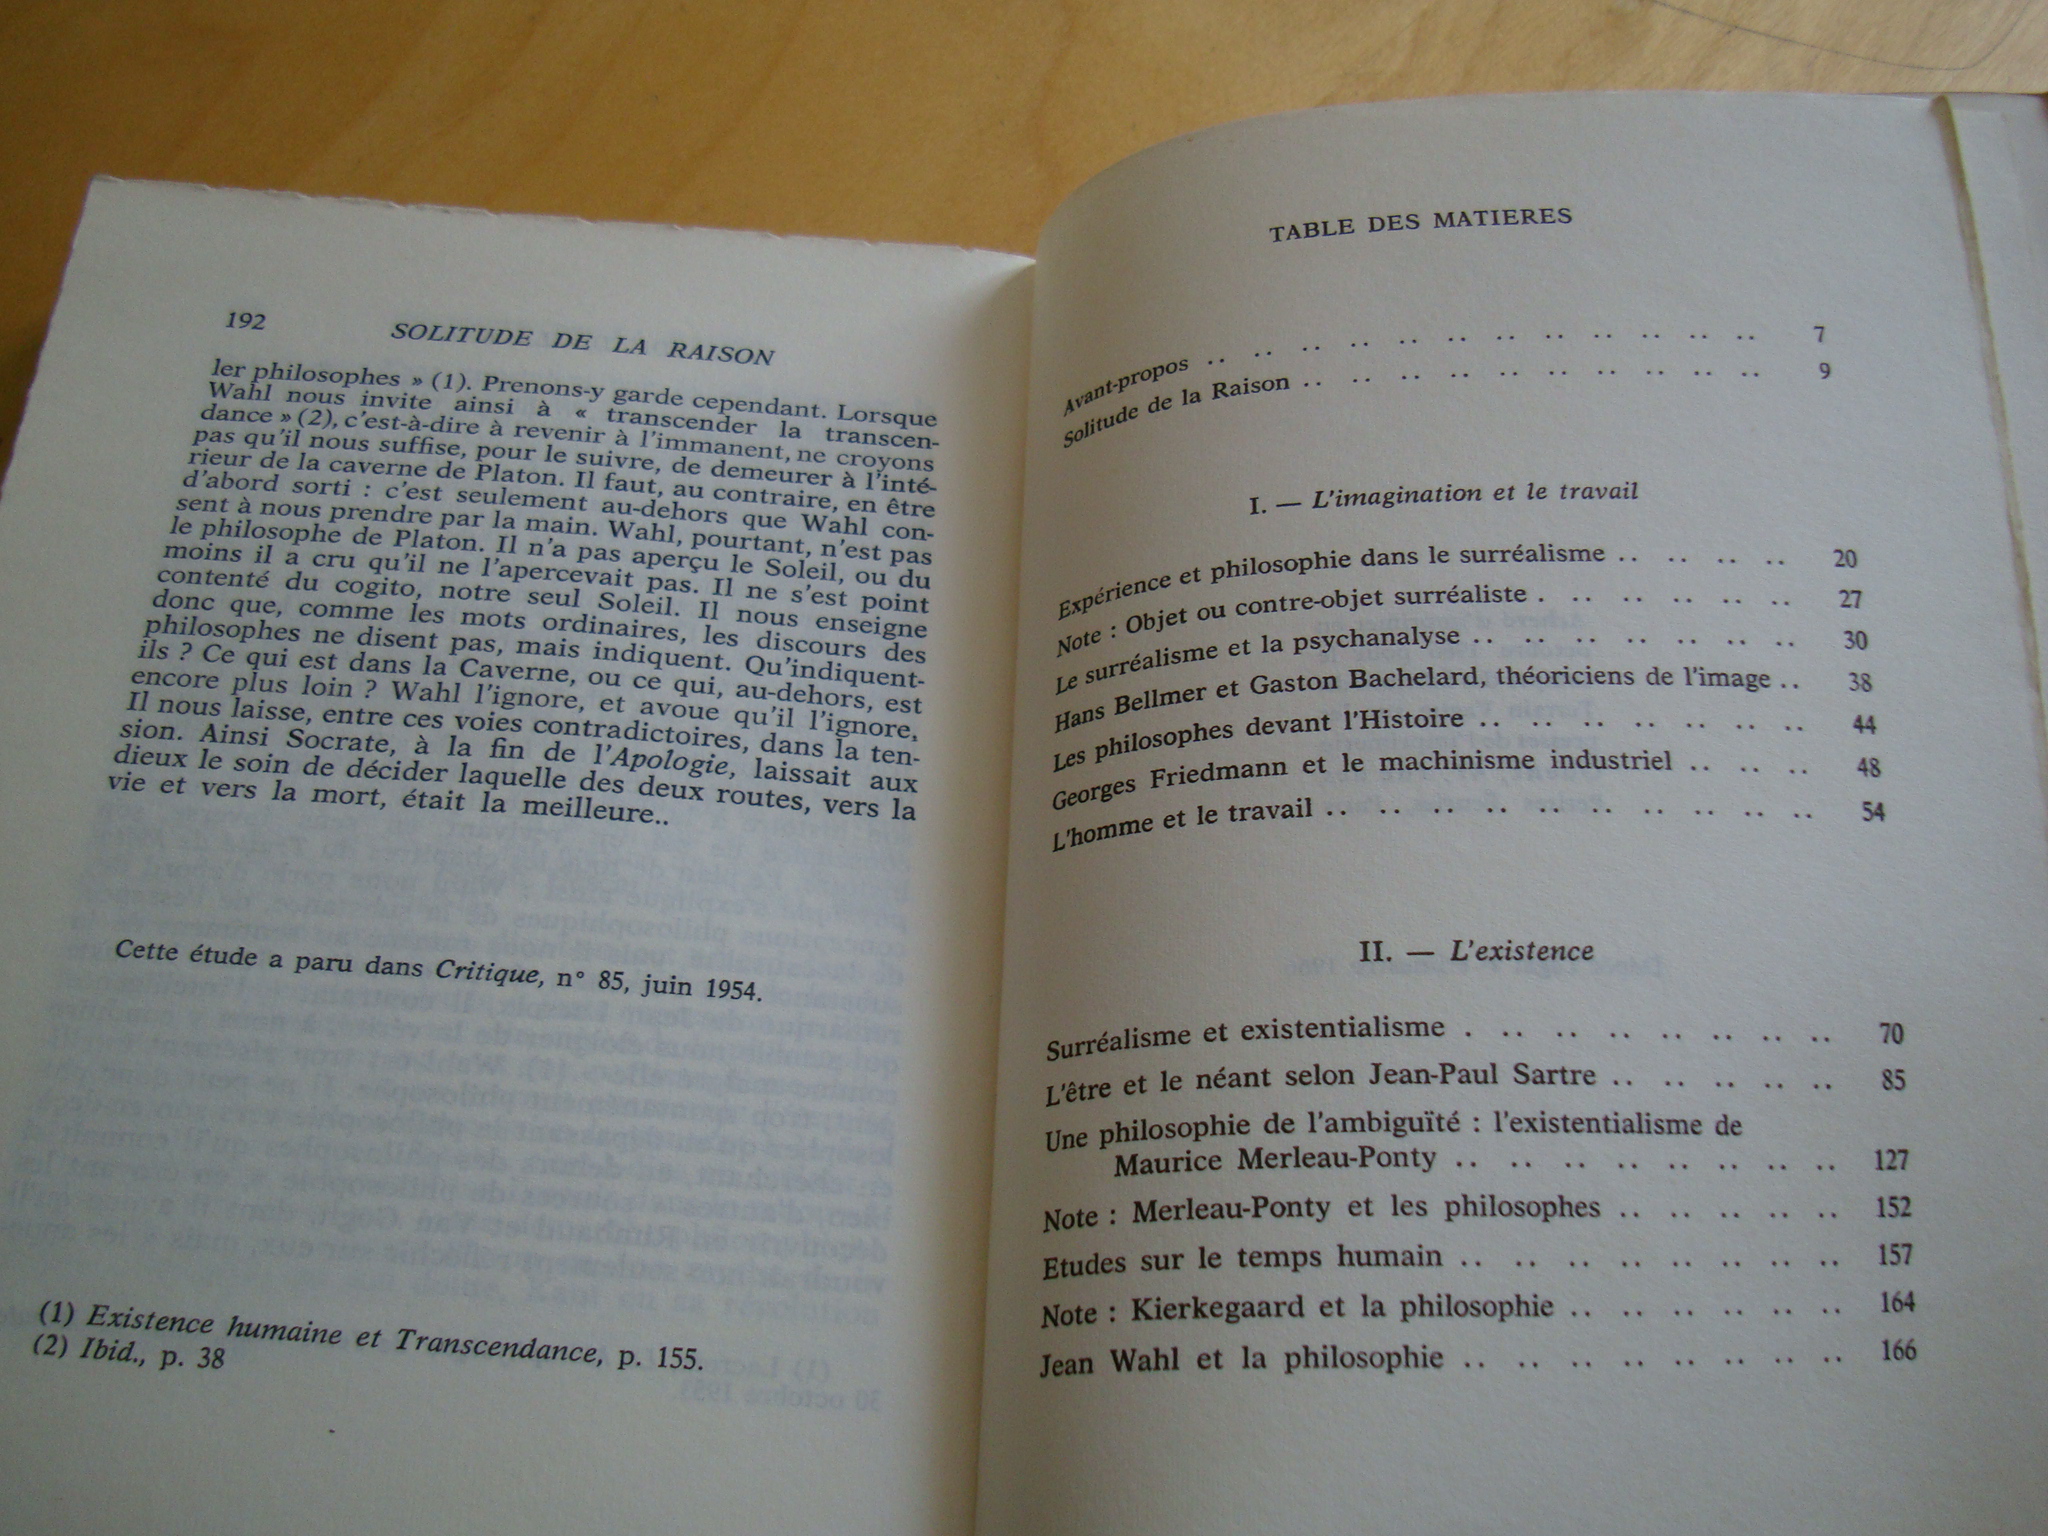 192
SOLITUDE DE LA RAISON
ler philosophes » (1). Prenons-y garde cependant. Lorsque
Wahl nous invite ainsi à « transcender la transcen-
dance » (2), c'est-à-dire à revenir à l'immanent, ne croyons
pas qu'il nous suffise, pour le suivre, de demeurer à l'inté-
rieur de la caverne de Platon. Il faut, au contraire, en être
d'abord sorti : c'est seulement au-dehors que Wahl con-
sent à nous prendre par la main. Wahl, pourtant, n'est pas
le philosophe de Platon. Il n'a pas aperçu le Soleil, ou du
moins il a cru qu'il ne l'apercevait pas. Il ne s'est point
contenté du cogito, notre seul Soleil. Il nous enseigne
donc que, comme les mots ordinaires, les discours des
philosophes ne disent pas, mais indiquent. Qu'indiquent-
ils ? Ce qui est dans la Caverne, ou ce qui, au-dehors, est
encore plus loin ? Wahl l'ignore, et avoue qu'il l'ignore.
Il nous laisse, entre ces voies contradictoires, dans la ten-
sion. Ainsi Socrate, à la fin de l'Apologie, laissait aux
dieux le soin de décider laquelle des deux routes, vers la
vie et vers la mort, était la meilleure..
Cette étude a paru dans Critique, n° 85, juin 1954.
(1) Existence humaine et Transcendance, p. 155.
(2) Ibid., p. 38
TABLE DES MATIERES
Avant-propos .. .. .. .. .. .. .. .. .. .. .. .. 7
Solitude de la Raison .. .. .. .. .. .. .. .. .. .. 9
I. — L'imagination et le travail
Expérience et philosophie dans le surréalisme .. .. .. .. 20
Note : Objet ou contre-objet surréaliste . .. .. .. .. .. 27
Le surréalisme et la psychanalyse .. .. .. .. .. .. .. 30
Hans Bellmer et Gaston Bachelard, théoriciens de l'image .. 38
Les philosophes devant l'Histoire .. .. .. .. .. .. .. 44
Georges Friedmann et le machinisme industriel .. .. .. 48
L'homme et le travail .. .. .. .. .. .. .. .. .. .. 54
II. — L'existence
Surréalisme et existentialisme . .. .. .. .. .. .. .. 70
L'être et le néant selon Jean-Paul Sartre .. .. .. .. .. 85
Une philosophie de l'ambiguïté : l'existentialisme de
Maurice Merleau-Ponty .. .. .. .. .. .. .. .. 127
Note : Merleau-Ponty et les philosophes .. .. .. .. .. 152
Etudes sur le temps humain .. .. .. .. .. .. .. .. 157
Note : Kierkegaard et la philosophie .. .. .. .. .. .. 164
Jean Wahl et la philosophie .. .. .. .. .. .. .. .. 166